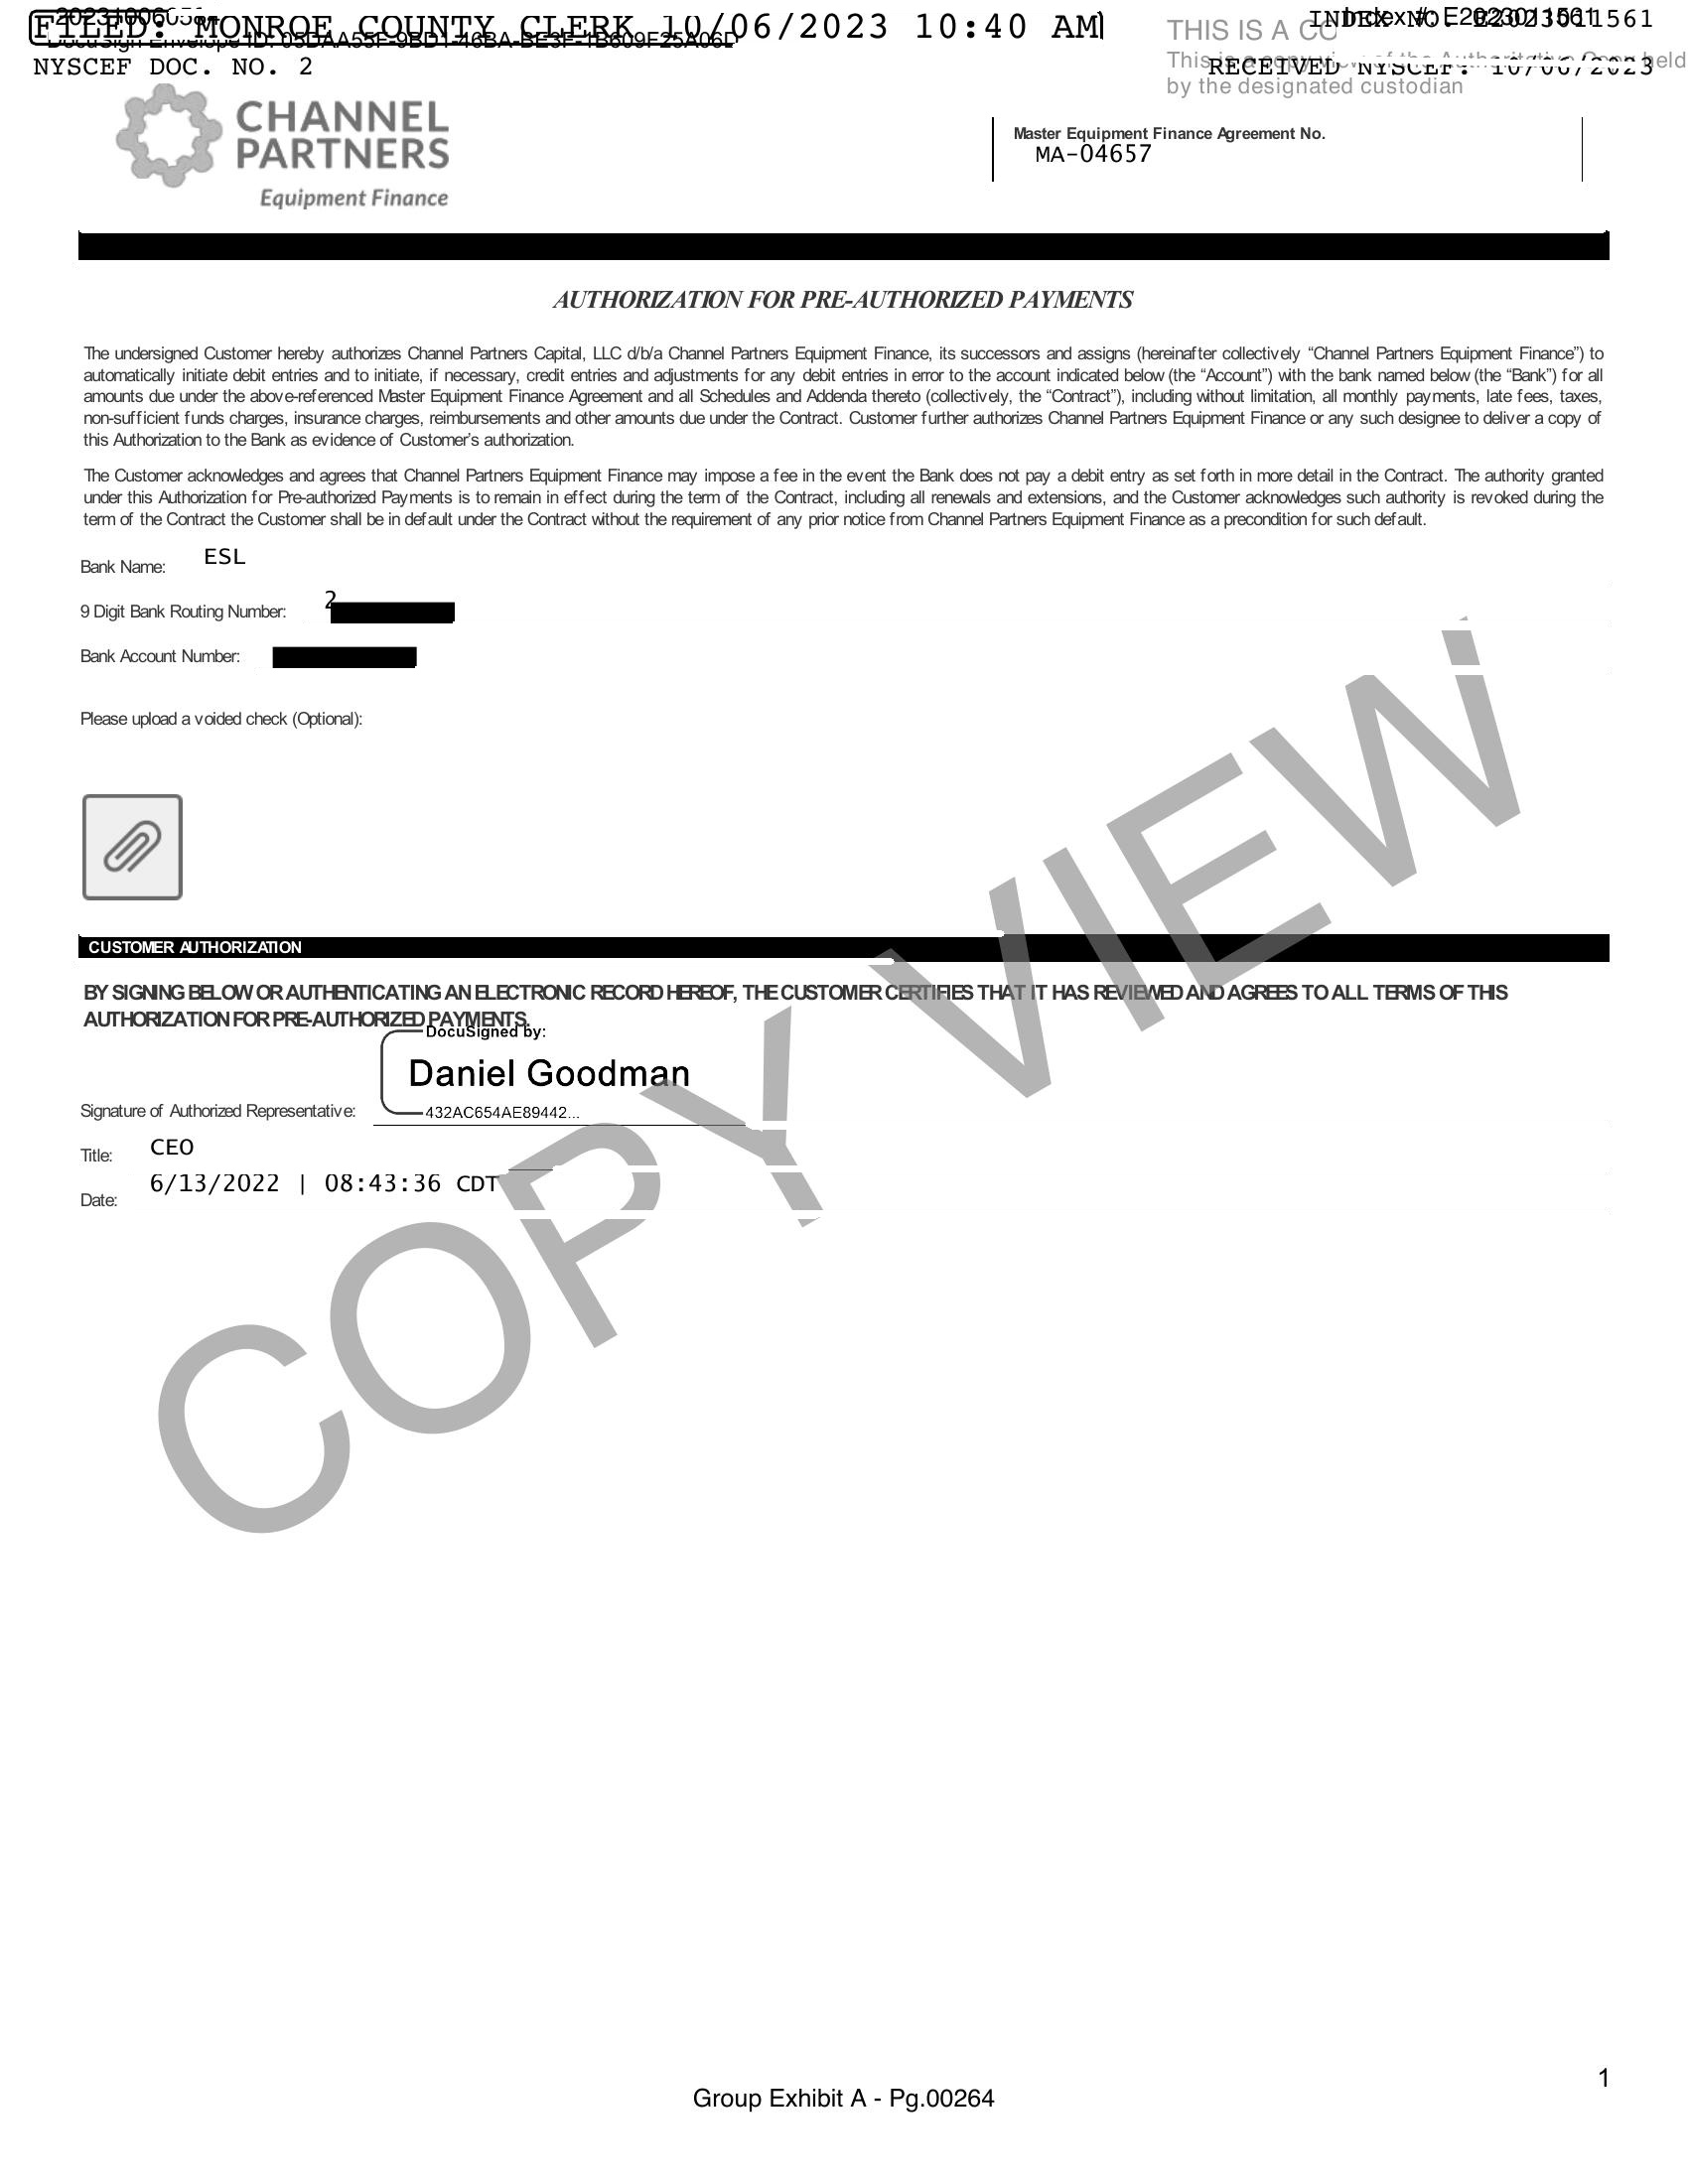 FILED: MONROE COUNTY CLERK 10/06/2023 10:40 AM
INDEX NO. E2023011561
NYSCEF DOC. NO. 2
RECEIVED NYSCEF: 10/06/2023
THIS IS A
by the designated custodian
CHANNEL
PARTNERS
Equipment Finance
Master Equipment Finance Agreement No.
MA-04657
AUTHORIZATION FOR PRE-AUTHORIZED PAYMENTS
The undersigned Customer hereby authorizes Channel Partners Capital, LLC d/b/a Channel Partners Equipment Finance, its successors and assigns (hereinafter collectively “Channel Partners Equipment Finance”) to
automatically initiate debit entries and to initiate, if necessary, credit entries and adjustments for any debit entries in error to the account indicated below (the “Account”) with the bank named below (the “Bank”) for all
amounts due under the above-referenced Master Equipment Finance Agreement and all Schedules and Addenda thereto (collectively, the “Contract”), including without limitation, all monthly payments, late fees, taxes,
non-sufficient funds charges, insurance charges, reimbursements and other amounts due under the Contract. Customer further authorizes Channel Partners Equipment Finance or any such designee to deliver a copy of
this Authorization to the Bank as evidence of Customer’s authorization.
The Customer acknowledges and agrees that Channel Partners Equipment Finance may impose a fee in the event the Bank does not pay a debit entry as set forth in more detail in the Contract. The authority granted
under this Authorization for Pre-authorized Payments is to remain in effect during the term of the Contract, including all renewals and extensions, and the Customer acknowledges such authority is revoked during the
term of the Contract the Customer shall be in default under the Contract without the requirement of any prior notice from Channel Partners Equipment Finance as a precondition for such default.
Bank Name: ESL
9 Digit Bank Routing Number: 2
Bank Account Number:
Please upload a voided check (Optional):
CUSTOMER AUTHORIZATION
BY SIGNING BELOW OR AUTHENTICATING AN ELECTRONIC RECORD HEREOF, THE CUSTOMER CERTIFIES THAT IT HAS REVIEWED AND AGREES TO ALL TERMS OF THIS
AUTHORIZATION FOR PRE-AUTHORIZED PAYMENTS.
DocuSigned by:
Daniel Goodman
Signature of Authorized Representative:
432AC654AE89442...
Title: CEO
Date: 6/13/2022 | 08:43:36 CDT
COPY VIEW
1
Group Exhibit A - Pg.00264